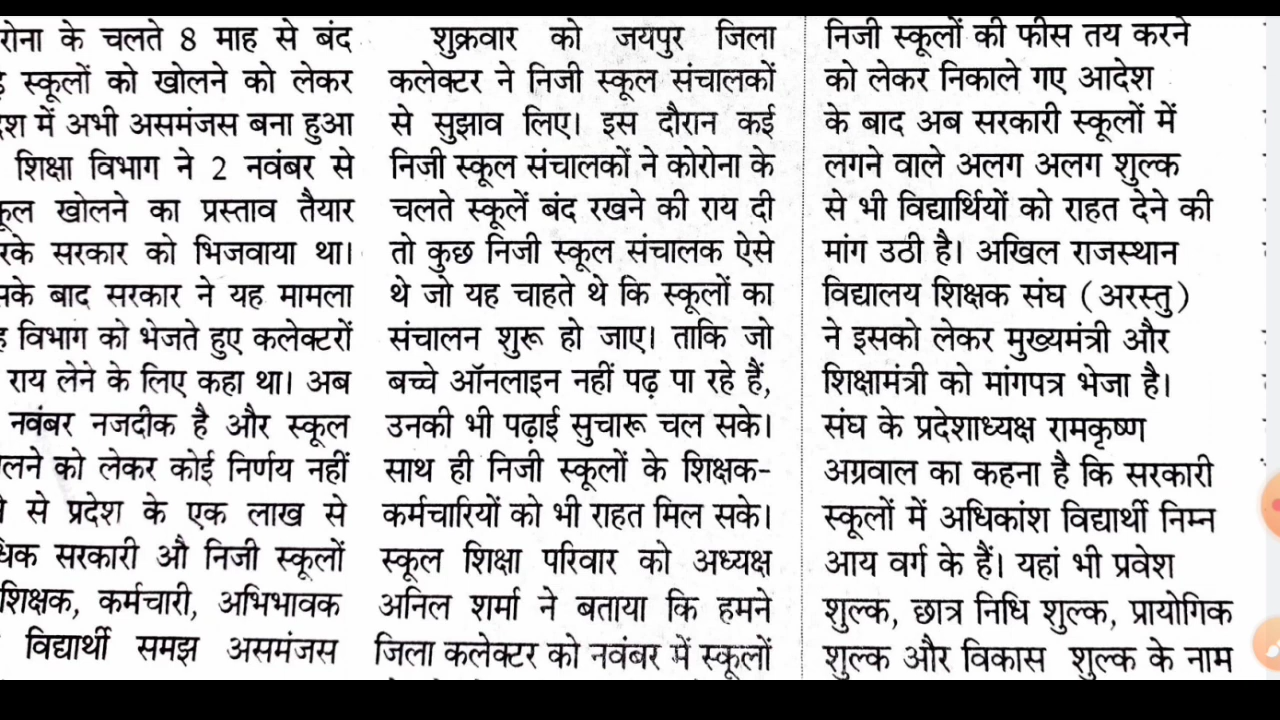 के चलते 8 माह से बंद
स्कूलों को खोलने को लेकर
में अभी असमंजस बना हुआ
शिक्षा विभाग ने 2 नवंबर से
खोलने का प्रस्ताव तैयार
सरकार को भिजवाया था।
बाद सरकार ने यह मामला
विभाग को भेजते हुए कलेक्टरों
राय लेने के लिए कहा था। अब
नवंबर नजदीक है और स्कूल
को लेकर कोई निर्णय नहीं
से प्रदेश के एक लाख से
सरकारी औ निजी स्कूलों
शिक्षक, कर्मचारी, अभिभावक
विद्यार्थी समझ असमंजस
शुक्रवार को जयपुर जिला
कलेक्टर ने निजी स्कूल संचालकों
से सुझाव लिए। इस दौरान कई
निजी स्कूल संचालकों ने कोरोना के
चलते स्कूलें बंद रखने की राय दी
तो कुछ निजी स्कूल संचालक ऐसे
थे जो यह चाहते थे कि स्कूलों का
संचालन शुरू हो जाए। ताकि जो
बच्चे ऑनलाइन नहीं पढ़ पा रहे हैं,
उनकी भी पढ़ाई सुचारू चल सके।
साथ ही निजी स्कूलों के शिक्षक-
कर्मचारियों को भी राहत मिल सके।
स्कूल शिक्षा परिवार को अध्यक्ष
अनिल शर्मा ने बताया कि हमने
जिला कलेक्टर को नवंबर में स्कूलों
निजी स्कूलों की फीस तय करने
को लेकर निकाले गए आदेश
के बाद अब सरकारी स्कूलों में
लगने वाले अलग अलग शुल्क
से भी विद्यार्थियों को राहत देने की
मांग उठी है। अखिल राजस्थान
विद्यालय शिक्षक संघ (अरस्तु)
ने इसको लेकर मुख्यमंत्री और
शिक्षामंत्री को मांगपत्र भेजा है।
संघ के प्रदेशाध्यक्ष रामकृष्ण
अग्रवाल का कहना है कि सरकारी
स्कूलों में अधिकांश विद्यार्थी निम्न
आय वर्ग के हैं। यहां भी प्रवेश
शुल्क, छात्र निधि शुल्क, प्रायोगिक
शुल्क और विकास शुल्क के नाम